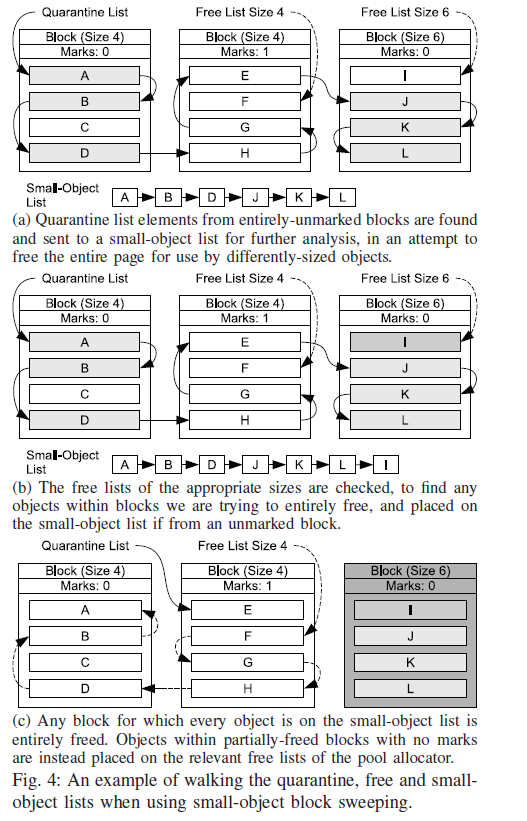 Quarantine List Free List Size 4 Free List Size 6
Block (Size 4) Block (Size 4) Block (Size 6)
Marks: 0 Marks: 1 Marks: 0
A E I
B F J
C G K
D H L
Small-Object
List
A B D J K L
(a) Quarantine list elements from entirely-unmarked blocks are found
and sent to a small-object list for further analysis, in an attempt to
free the entire page for use by differently-sized objects.
Quarantine List Free List Size 4 Free List Size 6
Block (Size 4) Block (Size 4) Block (Size 6)
Marks: 0 Marks: 1 Marks: 0
A E I
B F J
C G K
D H L
Small-Object
List
A B D J K L I
(b) The free lists of the appropriate sizes are checked, to find any
objects within blocks we are trying to entirely free, and placed on
the small-object list if from an unmarked block.
Quarantine List Free List Size 4
Block (Size 4) Block (Size 4) Block (Size 6)
Marks: 0 Marks: 1 Marks: 0
A E I
B F J
C G K
D H L
(c) Any block for which every object is on the small-object list is
entirely freed. Objects within partially-freed blocks with no marks
are instead placed on the relevant free lists of the pool allocator.
Fig. 4: An example of walking the quarantine, free and small-
object lists when using small-object block sweeping.